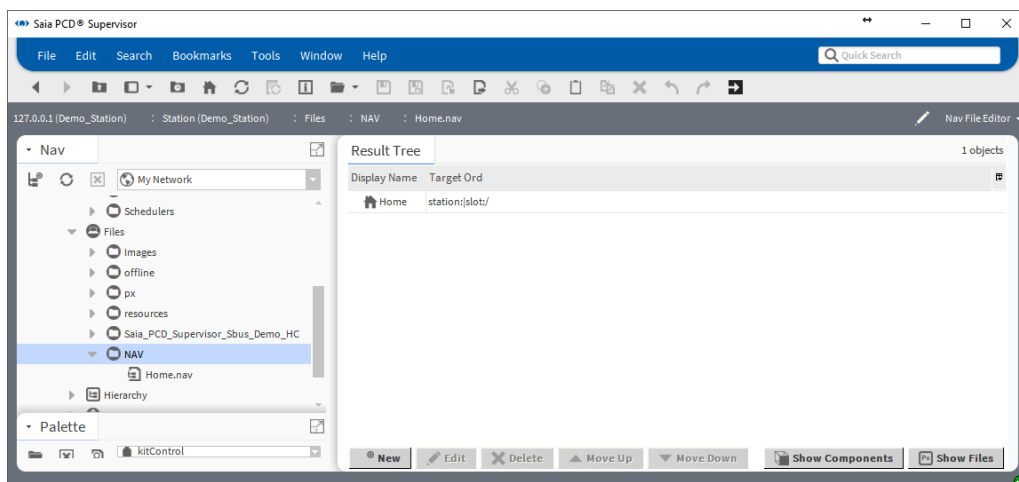 Saia PCD® Supervisor
File Edit Search Bookmarks Tools Window Help
Quick Search
127.0.0.1 (Demo_Station) : Station (Demo_Station) : Files : NAV : Home.nav
Nav File Editor
Nav
My Network
Schedulers
Files
Images
offline
px
resources
Saia_PCD_Supervisor_Sbus_Demo_HC
NAV
Home.nav
Hierarchy
Palette
kitControl
Result Tree
1 objects
Display Name Target Ord
Home station:|slot:/
New Edit Delete Move Up Move Down Show Components Px Show Files